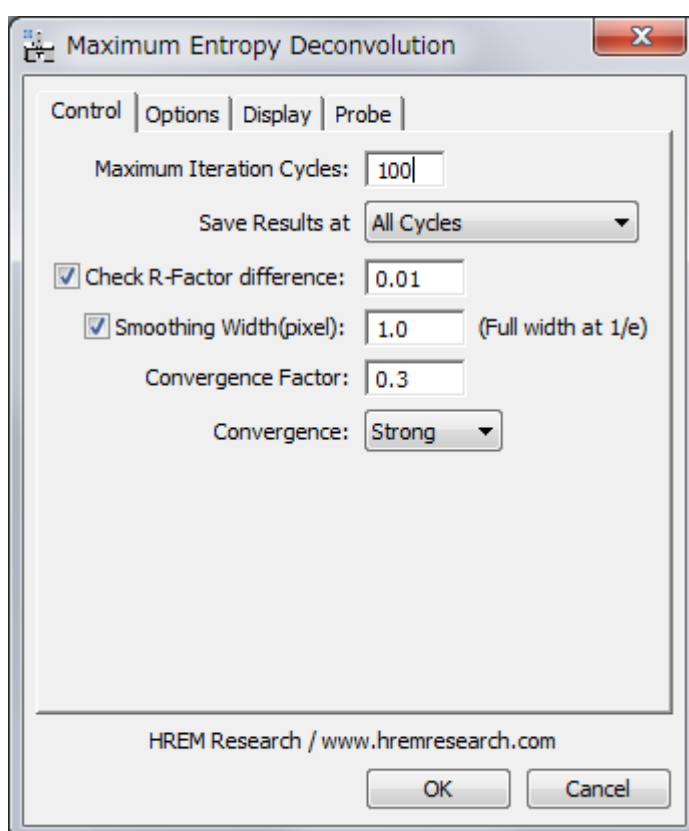 Maximum Entropy Deconvolution
Control Options Display Probe
Maximum Iteration Cycles: 100
Save Results at All Cycles
Check R-Factor difference: 0.01
Smoothing Width(pixel): 1.0 (Full width at 1/e)
Convergence Factor: 0.3
Convergence: Strong
HREM Research / www.hremresearch.com
OK Cancel